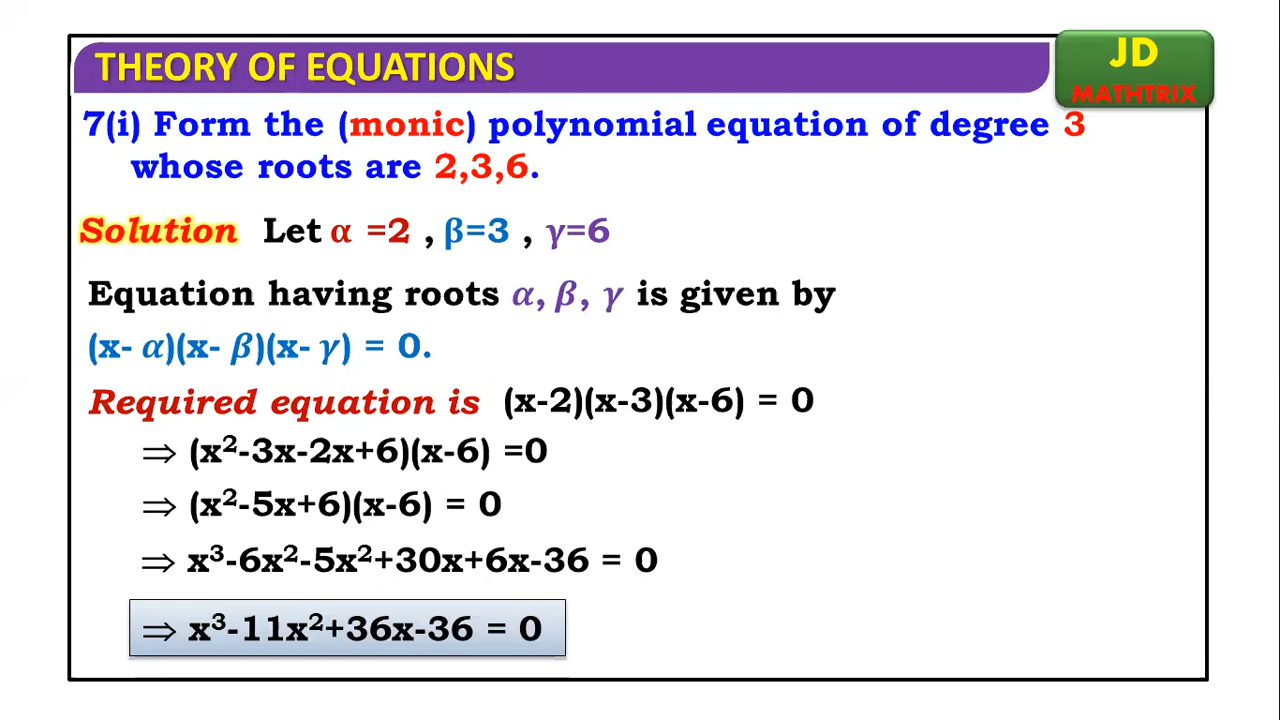 THEORY OF EQUATIONS
JD
MATHTRIX
7(i) Form the (monic) polynomial equation of degree 3
whose roots are 2,3,6.
Solution Let α =2 , β=3 , γ=6
Equation having roots α, β, γ is given by
(x- α)(x- β)(x- γ) = 0.
Required equation is (x-2)(x-3)(x-6) = 0
⇒ (x²-3x-2x+6)(x-6) =0
⇒ (x²-5x+6)(x-6) = 0
⇒ x³-6x²-5x²+30x+6x-36 = 0
⇒ x³-11x²+36x-36 = 0